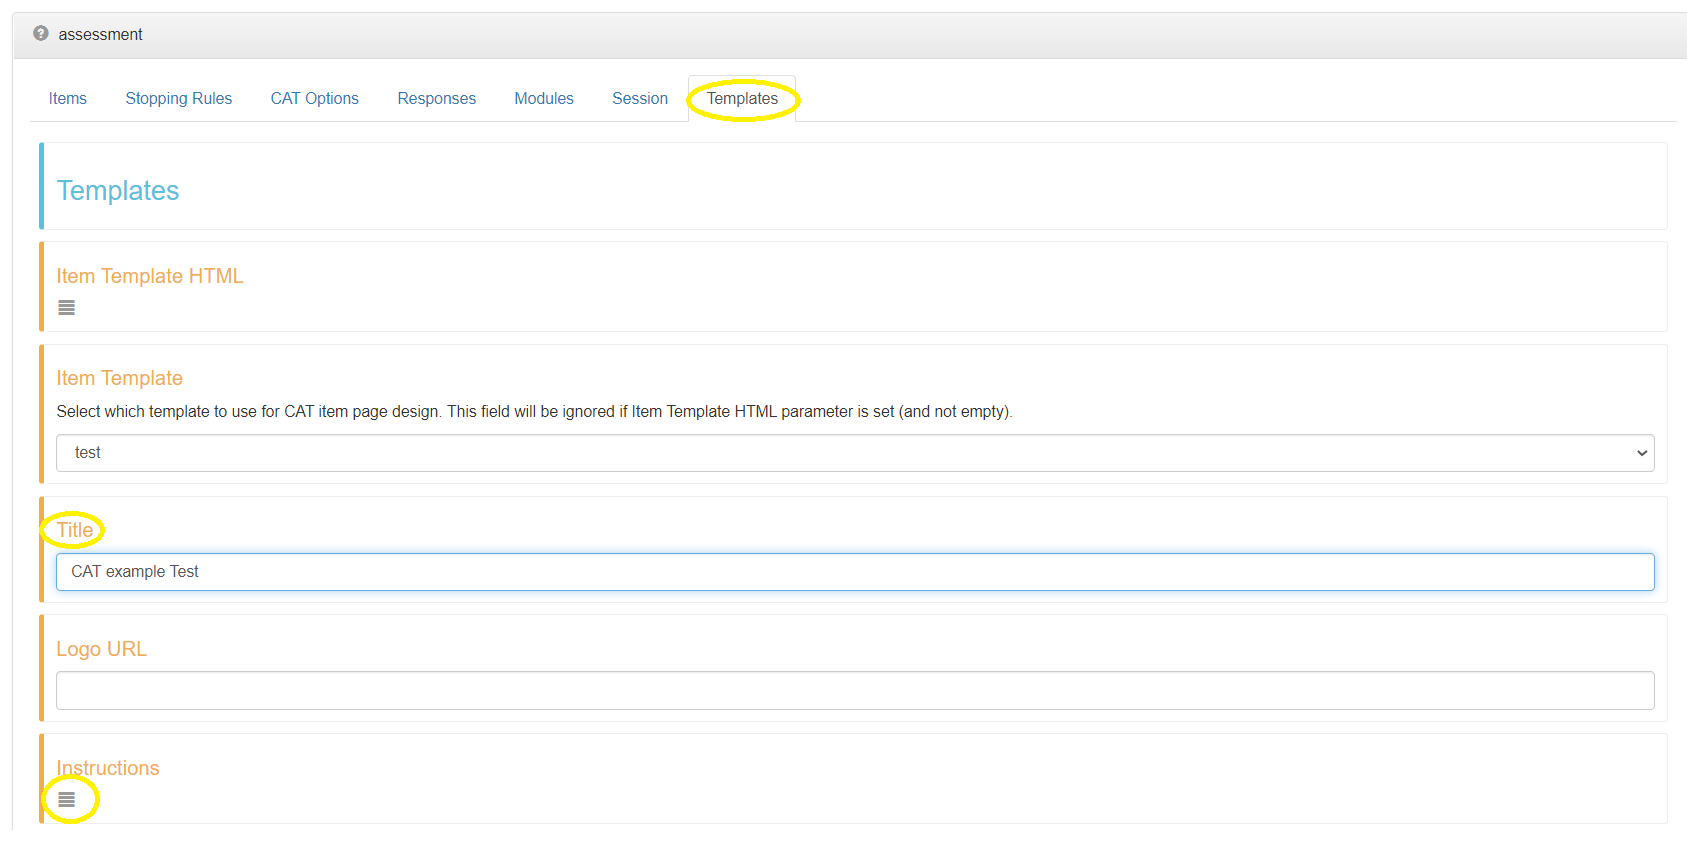 assessment
Items Stopping Rules CAT Options Responses Modules Session Templates
Templates
Item Template HTML
Item Template
Select which template to use for CAT item page design. This field will be ignored if Item Template HTML parameter is set (and not empty).
test
Title
CAT example Test
Logo URL
Instructions